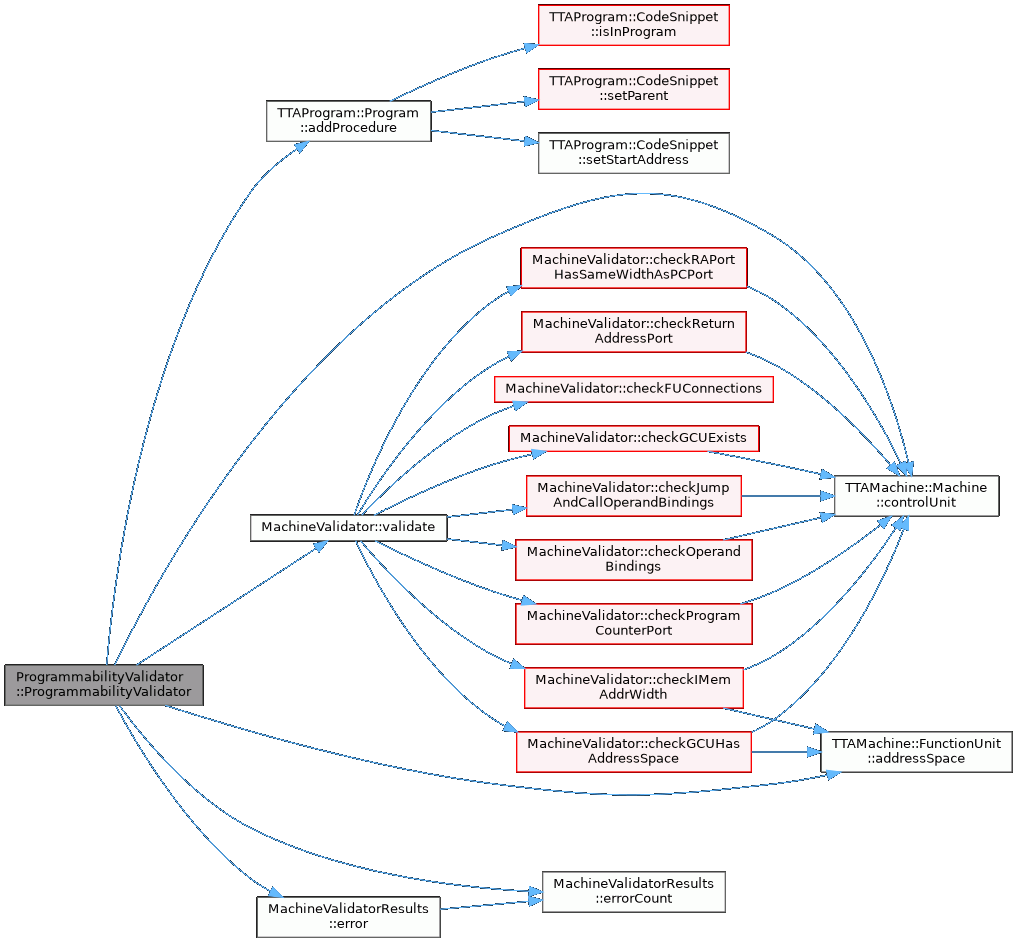 TTAProgram::CodeSnippet
::isInProgram
TTAProgram::CodeSnippet
::setParent
TTAProgram::Program
::addProcedure
TTAProgram::CodeSnippet
::setStartAddress
MachineValidator::checkRAPort
HasSameWidthAsPCPort
MachineValidator::checkReturn
AddressPort
MachineValidator::checkFUConnections
MachineValidator::checkGCUExists
MachineValidator::checkJump
AndCallOperandBindings
TTAMachine::Machine
::controlUnit
MachineValidator::validate
MachineValidator::checkOperand
Bindings
MachineValidator::checkProgram
CounterPort
ProgrammabilityValidator
::ProgrammabilityValidator
MachineValidator::checkIMem
AddrWidth
MachineValidator::checkGCUHas
AddressSpace
TTAMachine::FunctionUnit
::addressSpace
MachineValidatorResults
::errorCount
MachineValidatorResults
::error